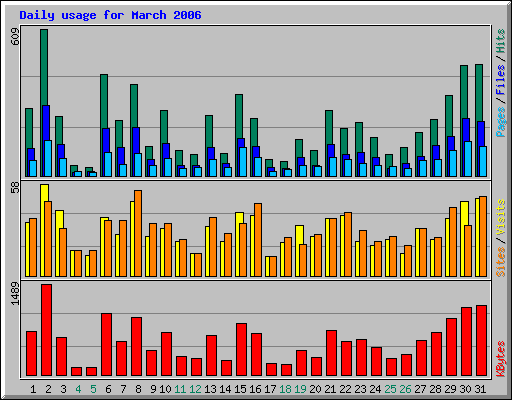 Daily usage for March 2006
609
Pages / Files / Hits
58
Sites / Visits
1489
KBytes
1 2 3 4 5 6 7 8 9 10 11 12 13 14 15 16 17 18 19 20 21 22 23 24 25 26 27 28 29 30 31